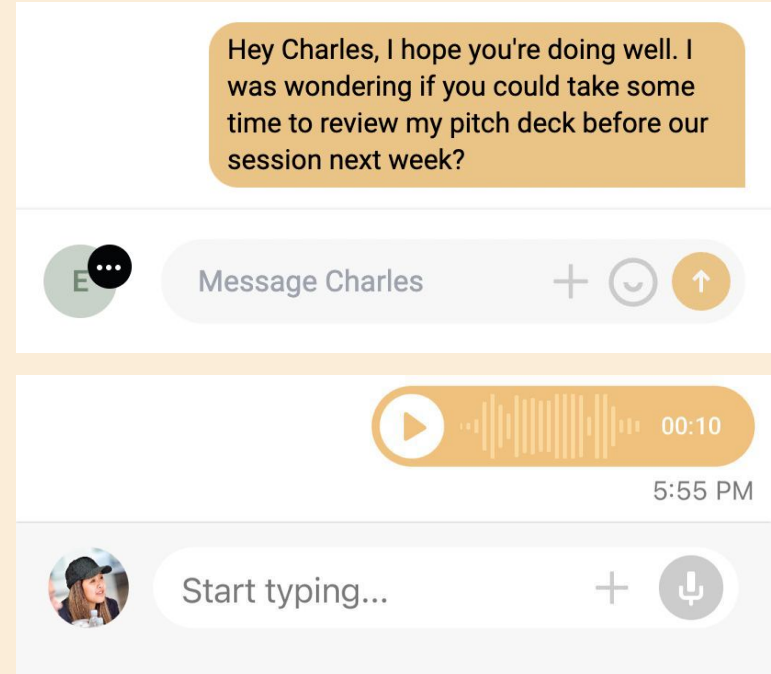 Hey Charles, I hope you're doing well. I
was wondering if you could take some
time to review my pitch deck before our
session next week?
E
Message Charles
00:10
5:55 PM
Start typing...